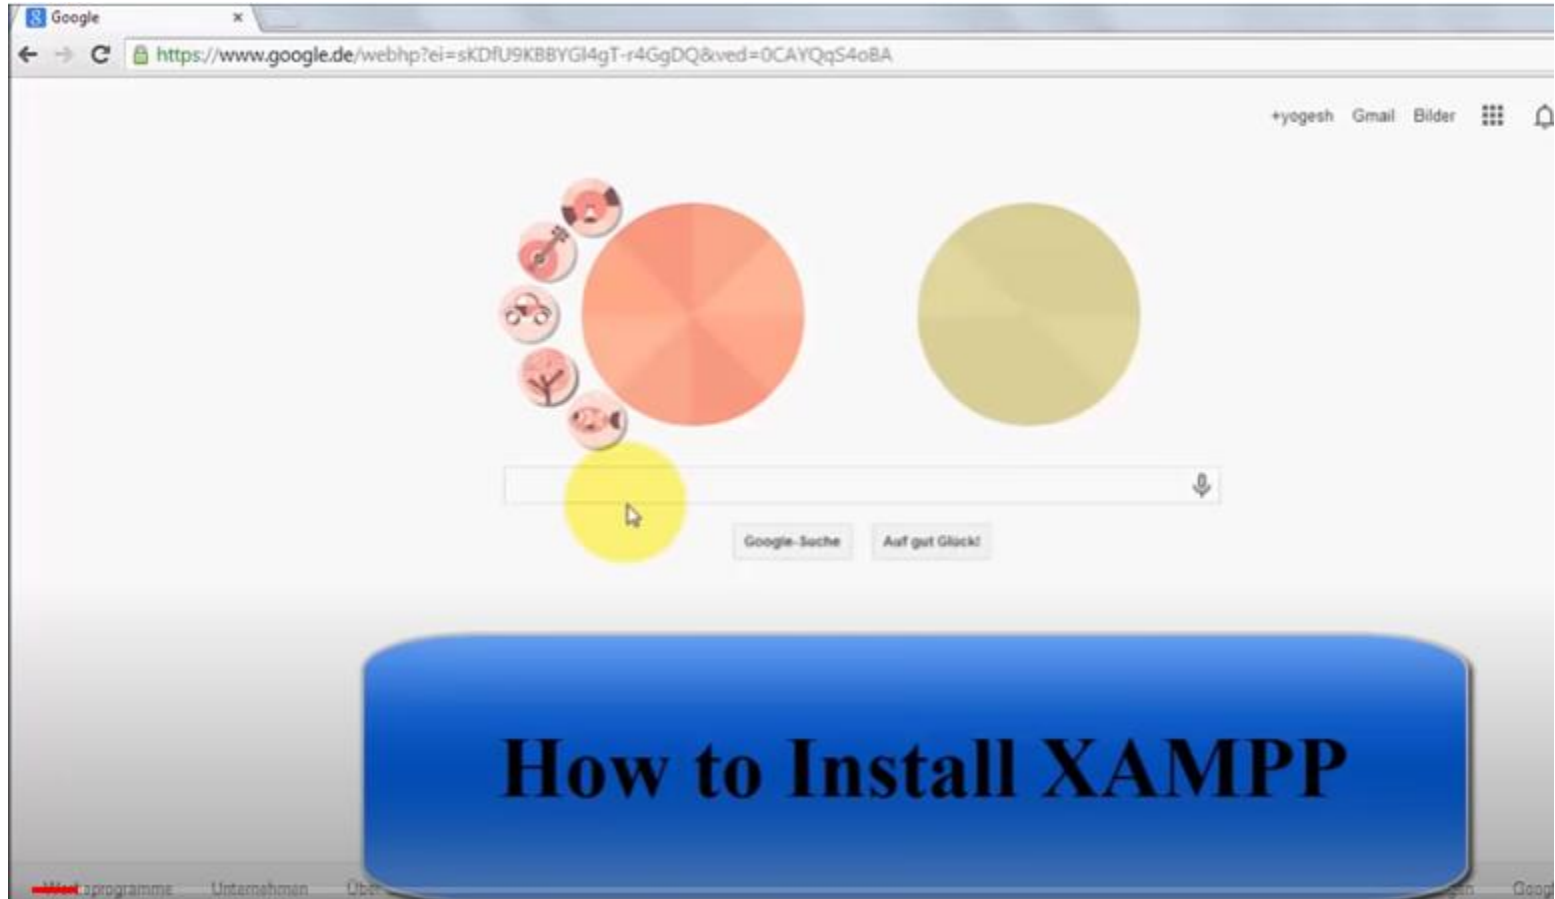 Google
https://www.google.de/webhp?ei=sKDfU9KBBYGl4gT-r4GgDQ&ved=0CAYQqS4oBA
+yogesh Gmail Bilder
Google-Suche Auf gut Glück!
How to Install XAMPP
Unternehmen Über